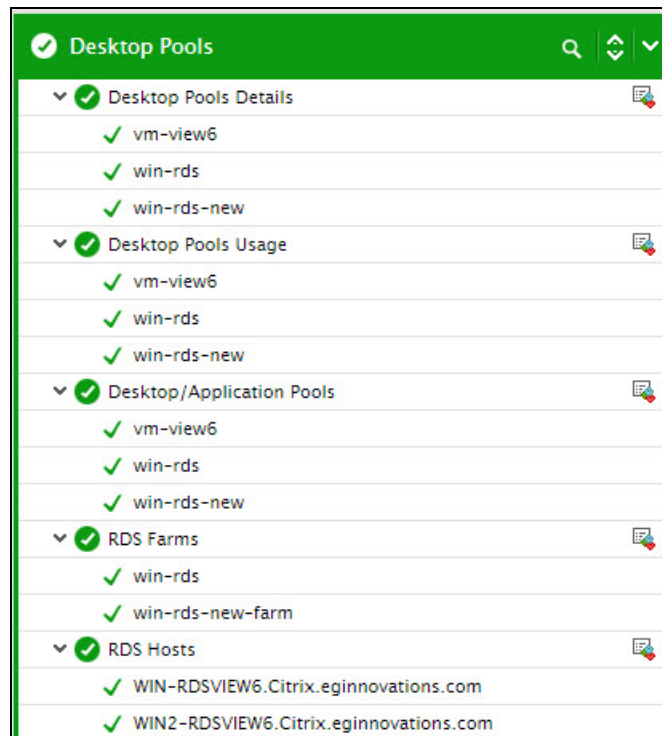 Desktop Pools
Desktop Pools Details
vm-view6
win-rds
win-rds-new
Desktop Pools Usage
vm-view6
win-rds
win-rds-new
Desktop/Application Pools
vm-view6
win-rds
win-rds-new
RDS Farms
win-rds
win-rds-new-farm
RDS Hosts
WIN-RDSVIEW6.Citrix.eginnovations.com
WIN2-RDSVIEW6.Citrix.eginnovations.com